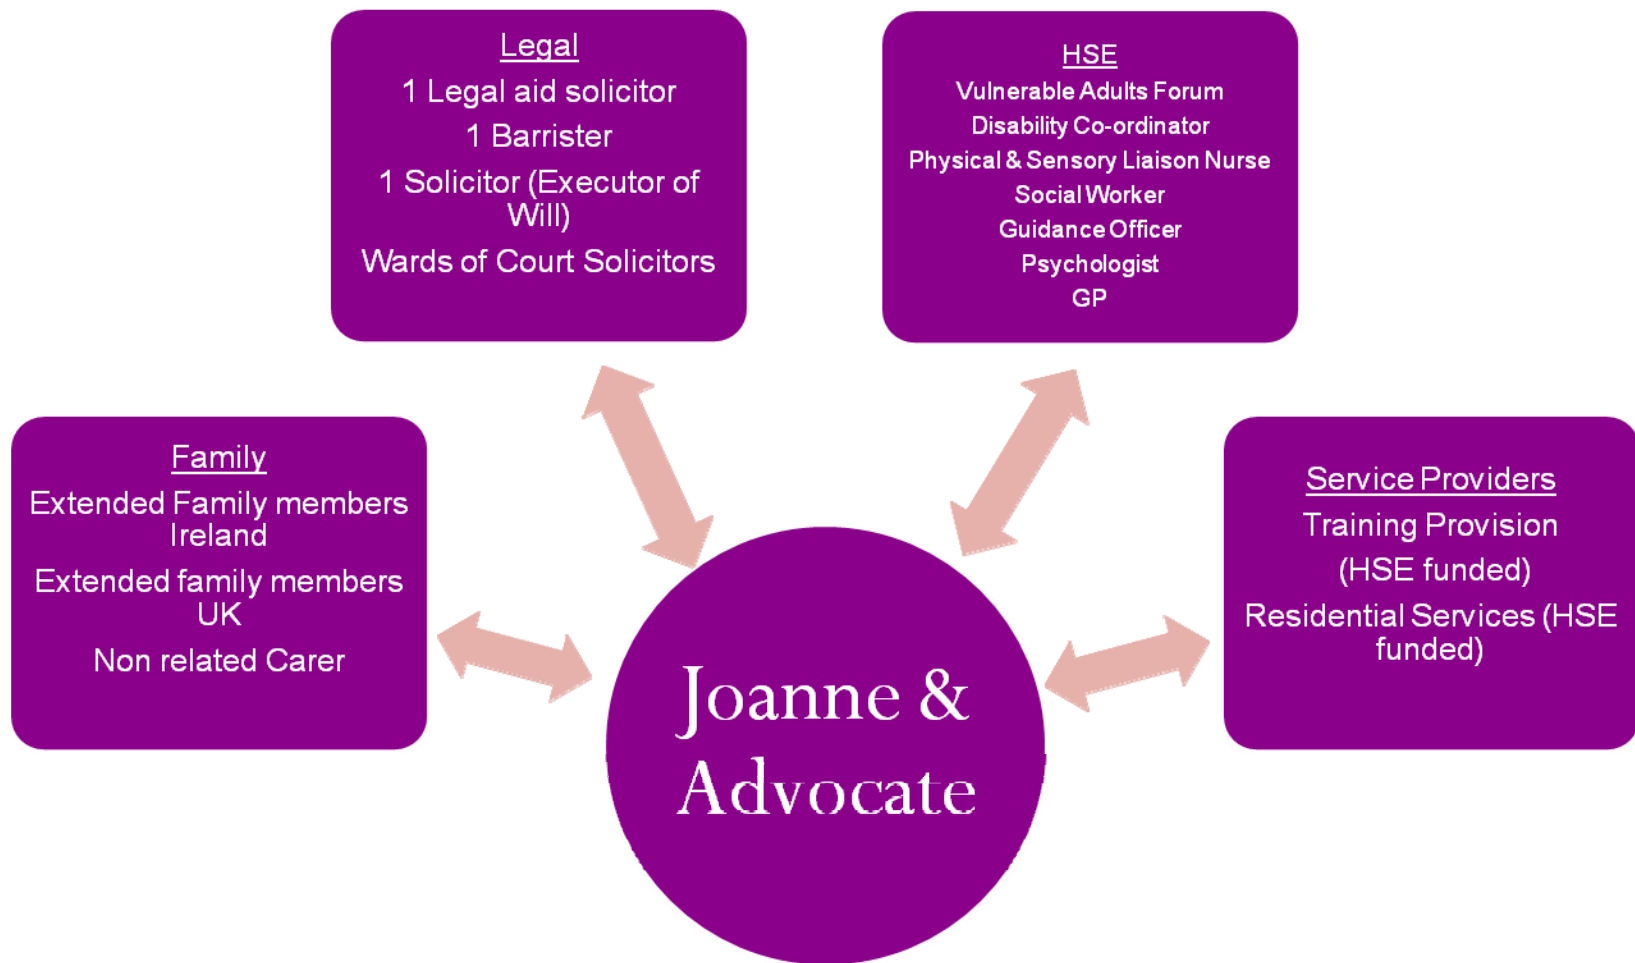 Legal
1 Legal aid solicitor
1 Barrister
1 Solicitor (Executor of
Will)
Wards of Court Solicitors
HSE
Vulnerable Adults Forum
Disability Co-ordinator
Physical & Sensory Liaison Nurse
Social Worker
Guidance Officer
Psychologist
GP
Family
Extended Family members
Ireland
Extended family members
UK
Non related Carer
Service Providers
Training Provision
(HSE funded)
Residential Services (HSE
funded)
Joanne &
Advocate